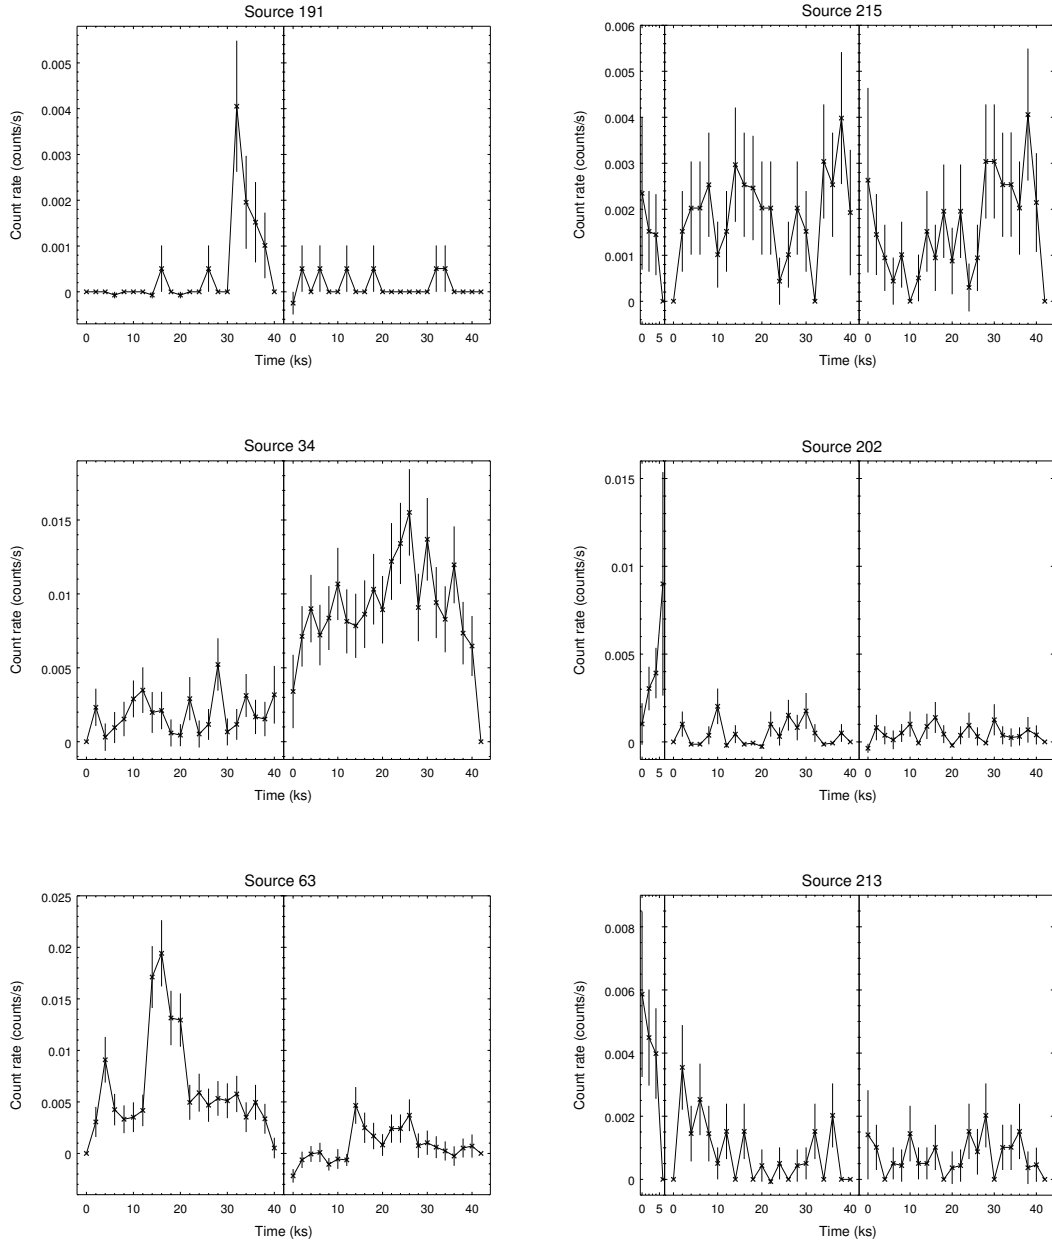 Source 191
Count rate (counts/s)
0.005
0.004
0.003
0.002
0.001
0
0 10 20 30 40 0 10 20 30 40
Time (ks)
Source 215
Count rate (counts/s)
0.006
0.005
0.004
0.003
0.002
0.001
0
0 5 0 10 20 30 40 0 10 20 30 40
Time (ks)
Source 34
Count rate (counts/s)
0.015
0.01
0.005
0
0 10 20 30 40 0 10 20 30 40
Time (ks)
Source 202
Count rate (counts/s)
0.015
0.01
0.005
0
0 5 0 10 20 30 40 0 10 20 30 40
Time (ks)
Source 63
Count rate (counts/s)
0.025
0.02
0.015
0.01
0.005
0
0 10 20 30 40 0 10 20 30 40
Time (ks)
Source 213
Count rate (counts/s)
0.008
0.006
0.004
0.002
0
0 5 0 10 20 30 40 0 10 20 30 40
Time (ks)